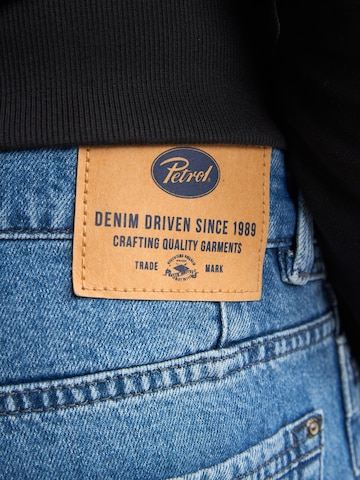 Petrol
DENIM DRIVEN SINCE 1989
CRAFTING QUALITY GARMENTS
TRADE MARK